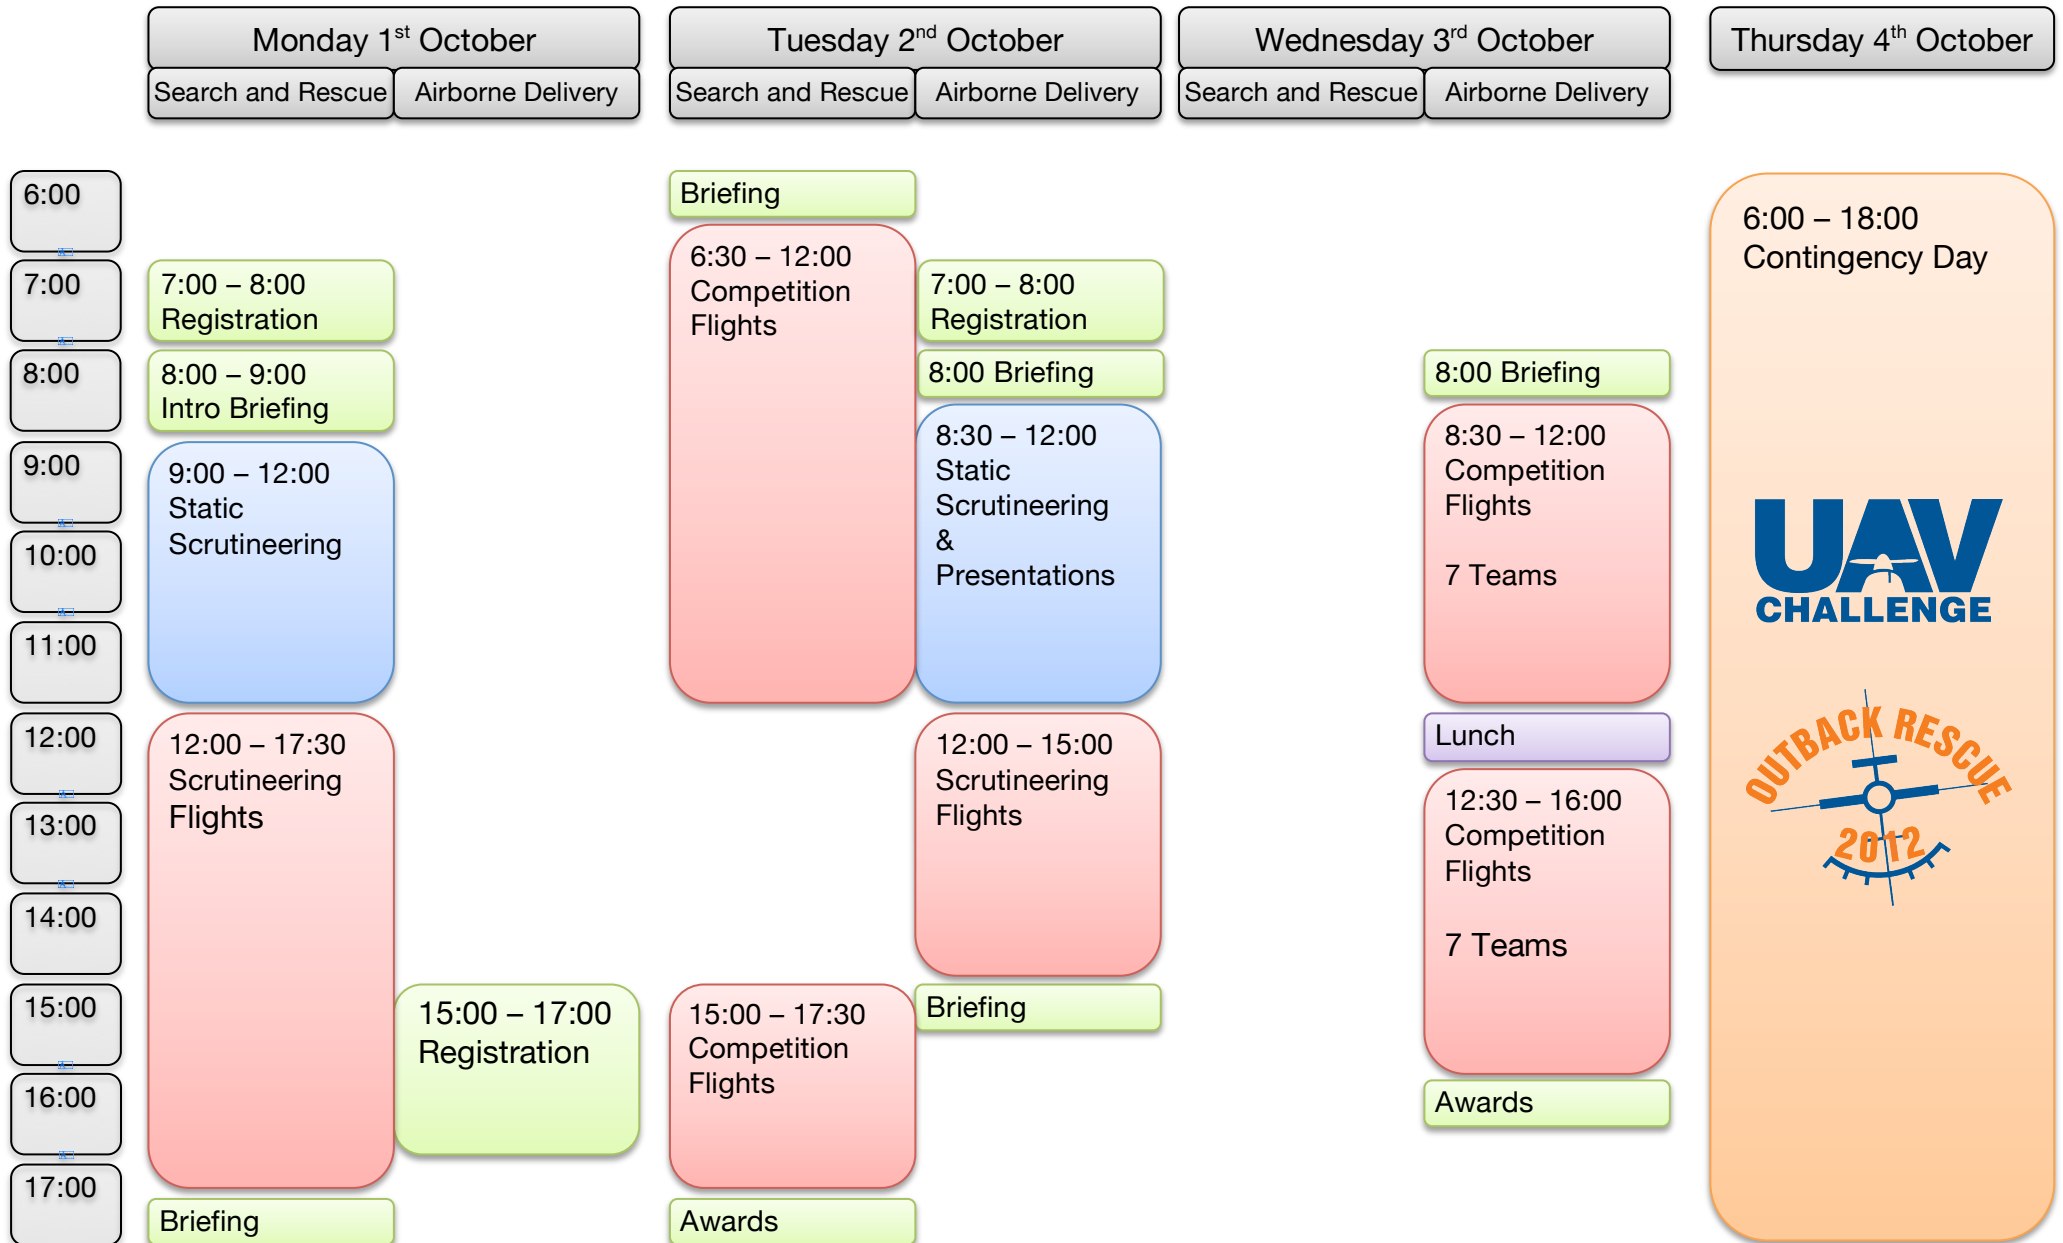 Monday 1st October
Tuesday 2nd October
Wednesday 3rd October
Thursday 4th October
Search and Rescue
Airborne Delivery
Search and Rescue
Airborne Delivery
Search and Rescue
Airborne Delivery
6:00
7:00
8:00
9:00
10:00
11:00
12:00
13:00
14:00
15:00
16:00
17:00
7:00 – 8:00
Registration
8:00 – 9:00
Intro Briefing
9:00 – 12:00
Static
Scrutineering
12:00 – 17:30
Scrutineering
Flights
Briefing
15:00 – 17:00
Registration
Briefing
6:30 – 12:00
Competition
Flights
15:00 – 17:30
Competition
Flights
Awards
7:00 – 8:00
Registration
8:00 Briefing
8:30 – 12:00
Static
Scrutineering
&
Presentations
12:00 – 15:00
Scrutineering
Flights
Briefing
8:00 Briefing
8:30 – 12:00
Competition
Flights
7 Teams
Lunch
12:30 – 16:00
Competition
Flights
7 Teams
Awards
6:00 – 18:00
Contingency Day
UAV
CHALLENGE
OUTBACK RESCUE
2012